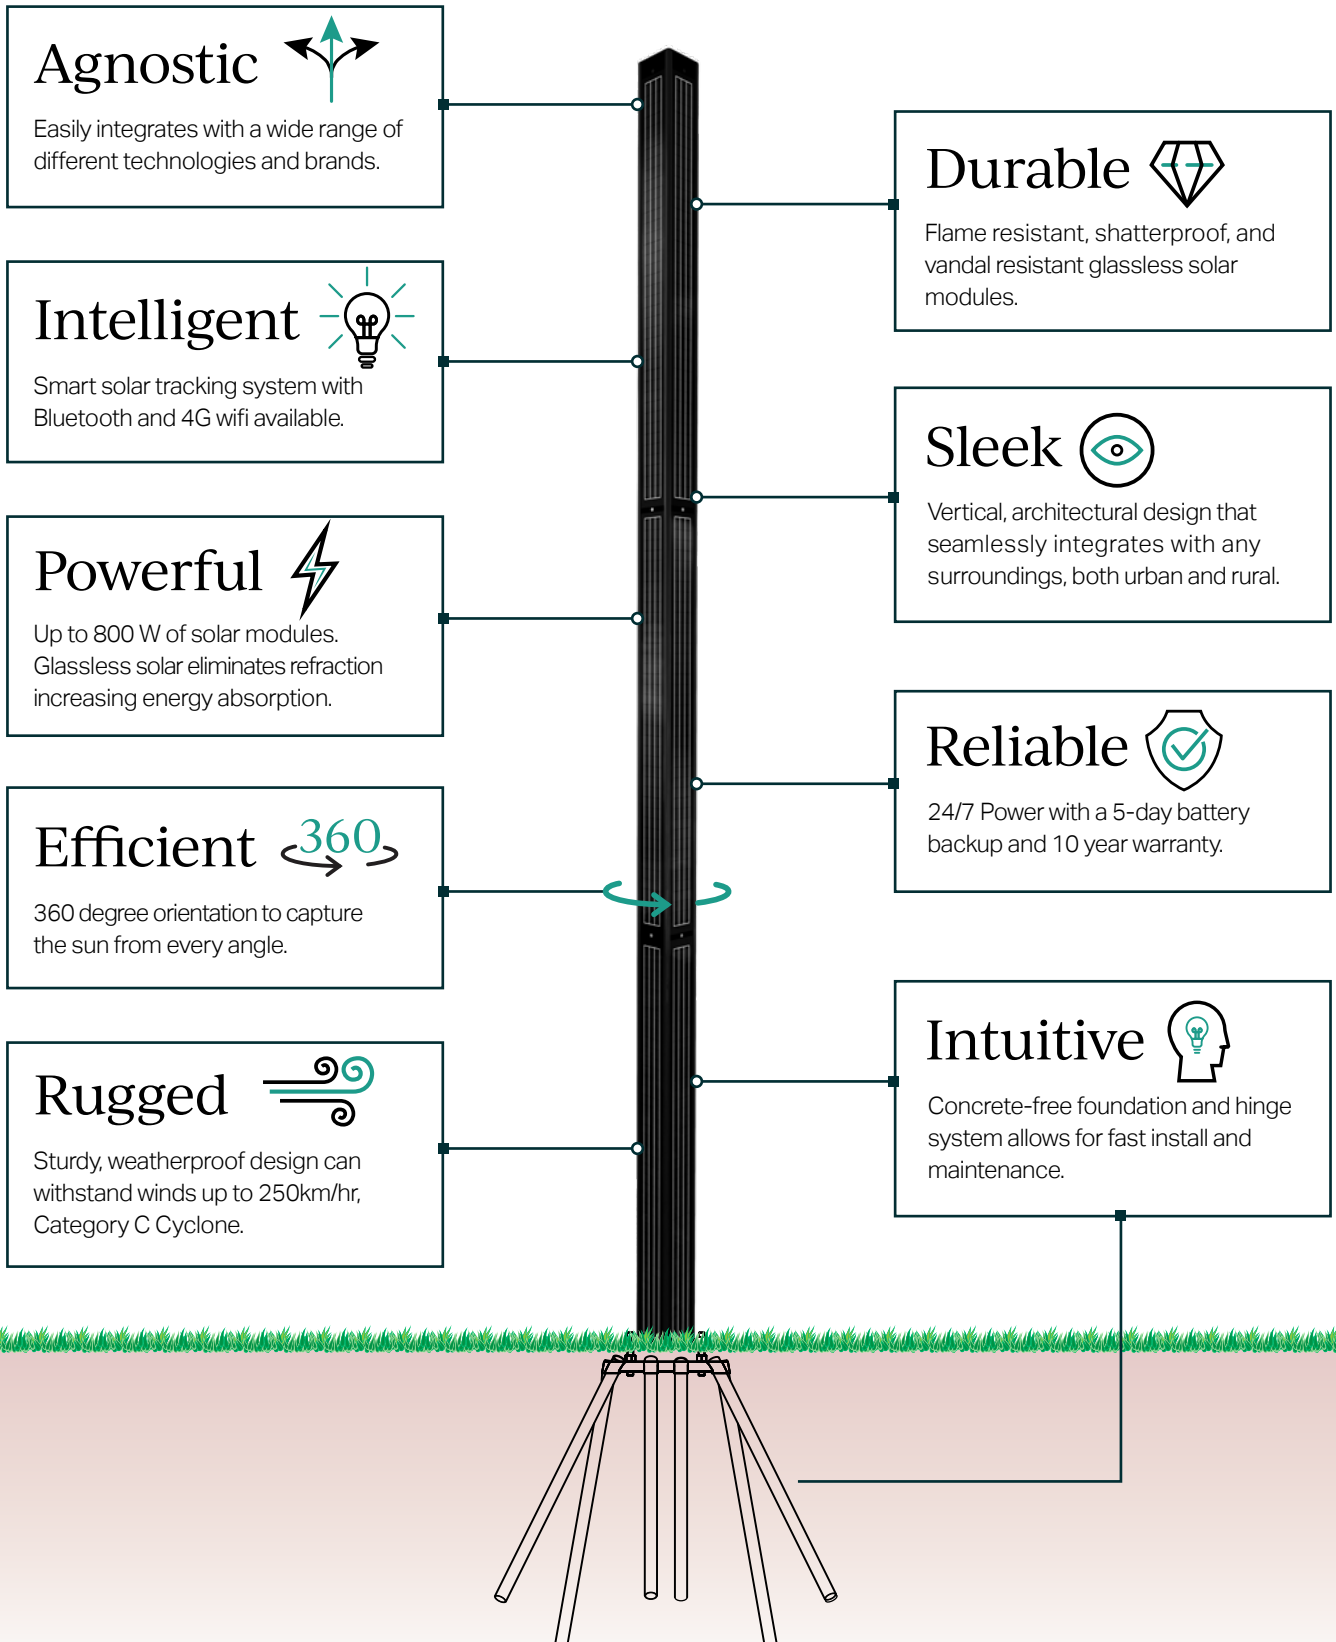 Agnostic
Easily integrates with a wide range of
different technologies and brands.
Intelligent
Smart solar tracking system with
Bluetooth and 4G wifi available.
Powerful
Up to 800 W of solar modules.
Glassless solar eliminates refraction
increasing energy absorption.
Efficient 360
360 degree orientation to capture
the sun from every angle.
Rugged
Sturdy, weatherproof design can
withstand winds up to 250km/hr,
Category C Cyclone.
Durable
Flame resistant, shatterproof, and
vandal resistant glassless solar
modules.
Sleek
Vertical, architectural design that
seamlessly integrates with any
surroundings, both urban and rural.
Reliable
24/7 Power with a 5-day battery
backup and 10 year warranty.
Intuitive
Concrete-free foundation and hinge
system allows for fast install and
maintenance.